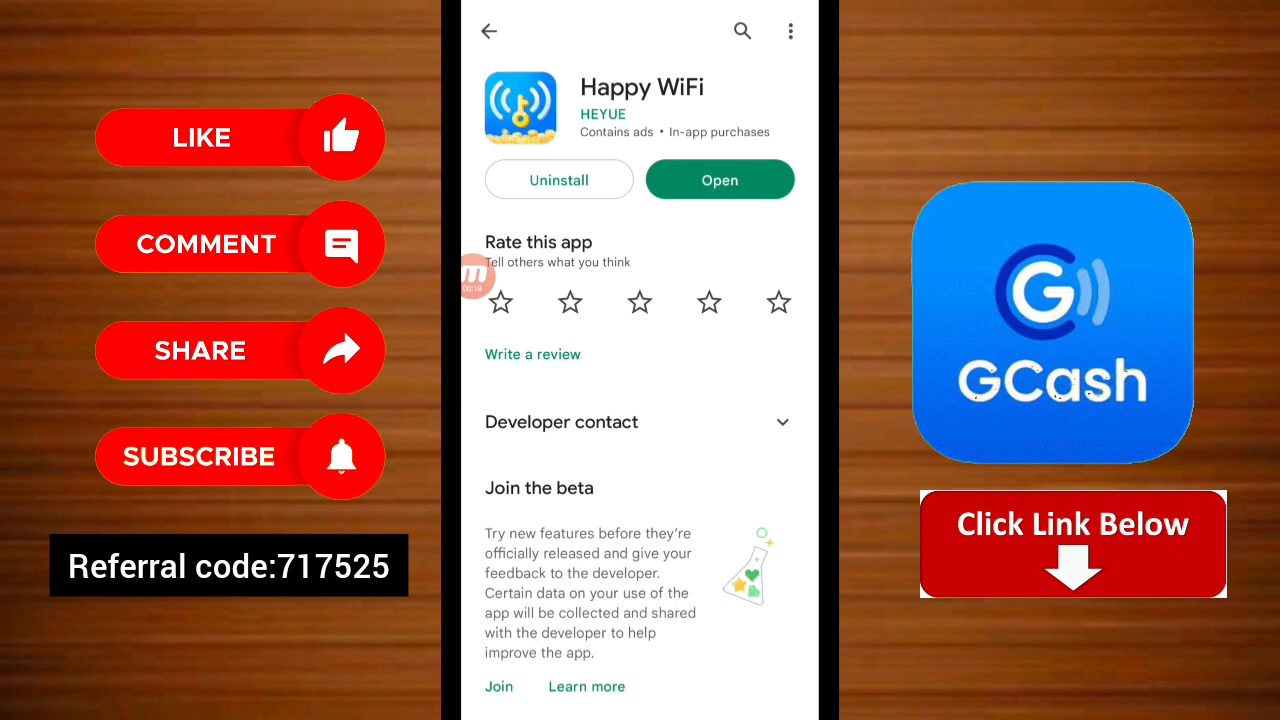 LIKE
COMMENT
SHARE
SUBSCRIBE
Referral code:717525
Happy WiFi
HEYUE
Contains ads • In-app purchases
Uninstall
Open
Rate this app
Tell others what you think
m
00:18
Write a review
Developer contact
Join the beta
Try new features before they’re
officially released and give your
feedback to the developer.
Certain data on your use of the
app will be collected and shared
with the developer to help
improve the app.
Join
Learn more
G
GCash
Click Link Below